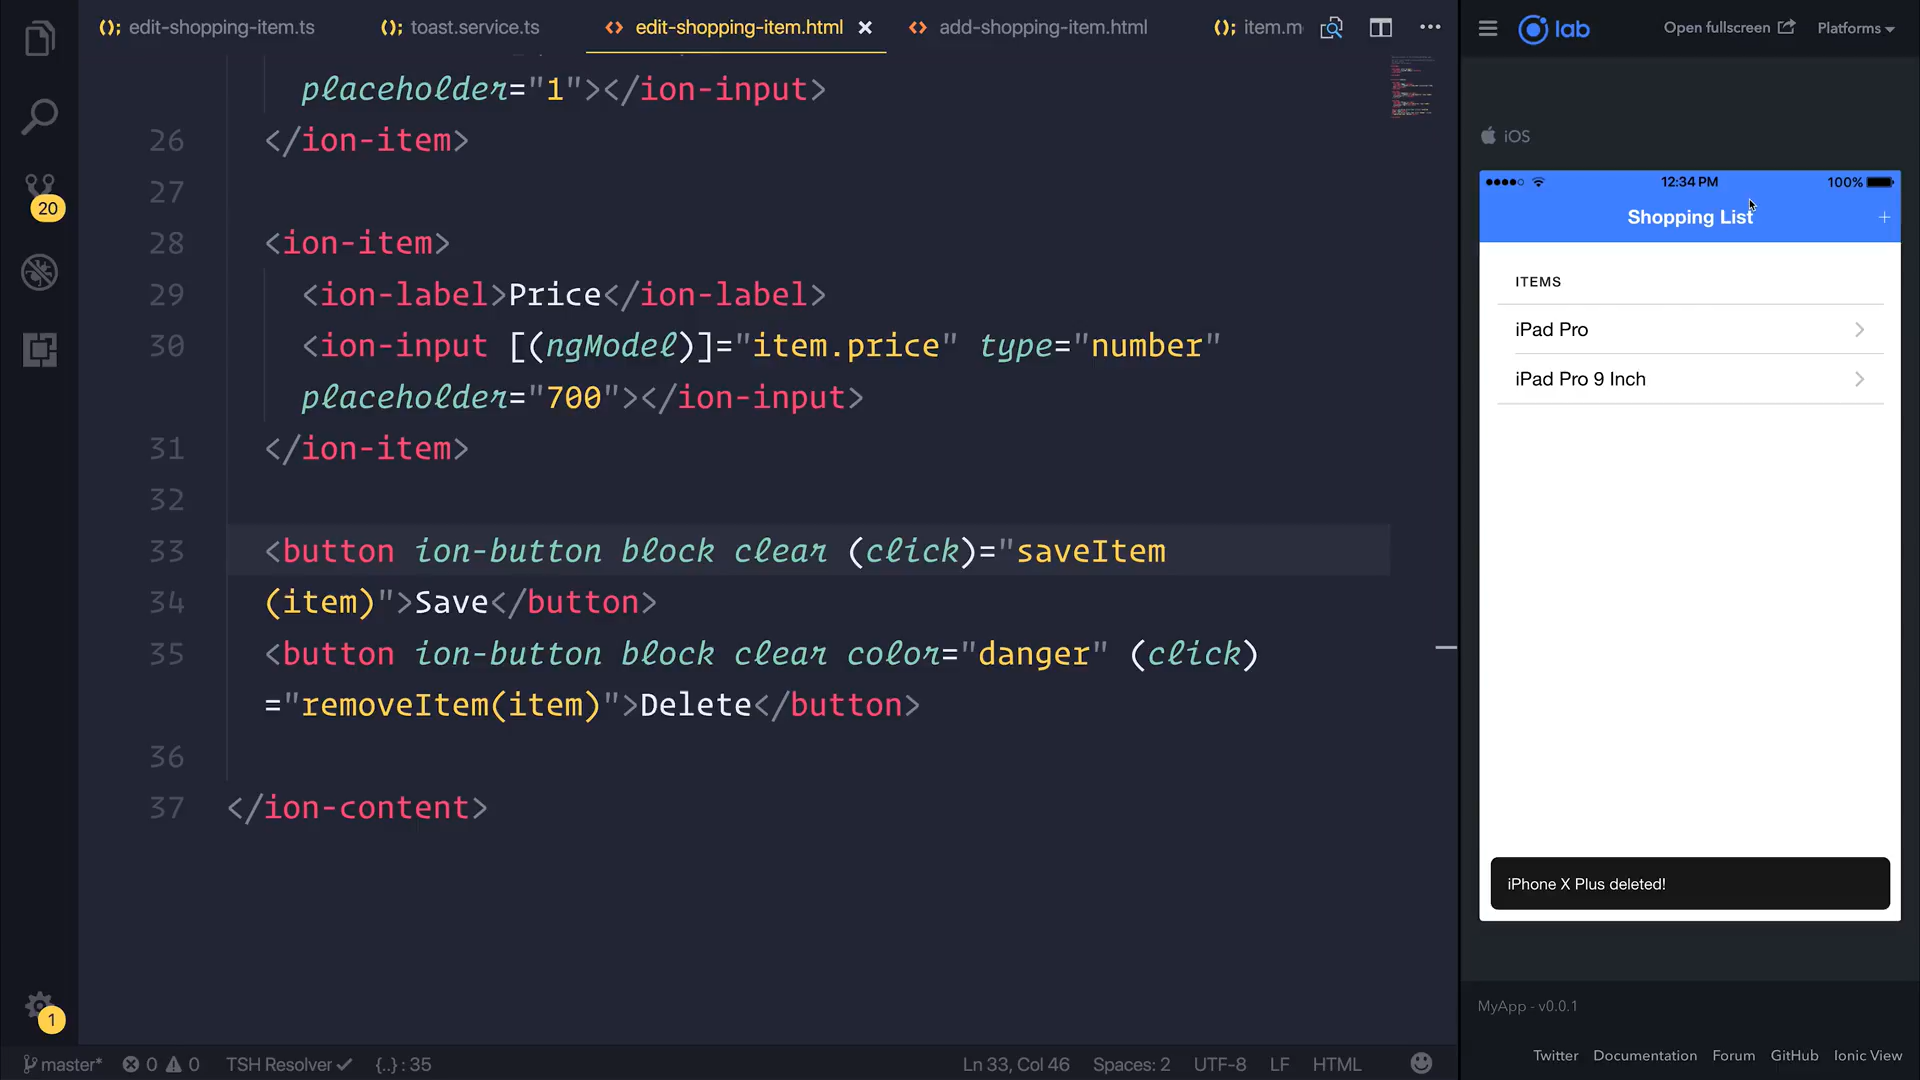 edit-shopping-item.ts
toast.service.ts
edit-shopping-item.html
add-shopping-item.html
item.m
placeholder="1"></ion-input>
26 </ion-item>
27
28 <ion-item>
29 <ion-label>Price</ion-label>
30 <ion-input [(ngModel)]="item.price" type="number"
placeholder="700"></ion-input>
31 </ion-item>
32
33 <button ion-button block clear (click)="saveItem
34 (item)">Save</button>
35 <button ion-button block clear color="danger" (click)
="removeItem(item)">Delete</button>
36
37 </ion-content>
20
1
master*
0
0
TSH Resolver
{..} : 35
Ln 33, Col 46
Spaces: 2
UTF-8
LF
HTML
lab
Open fullscreen
Platforms
iOS
12:34 PM
100%
Shopping List
+
ITEMS
iPad Pro
iPad Pro 9 Inch
iPhone X Plus deleted!
MyApp - v0.0.1
Twitter
Documentation
Forum
GitHub
Ionic View